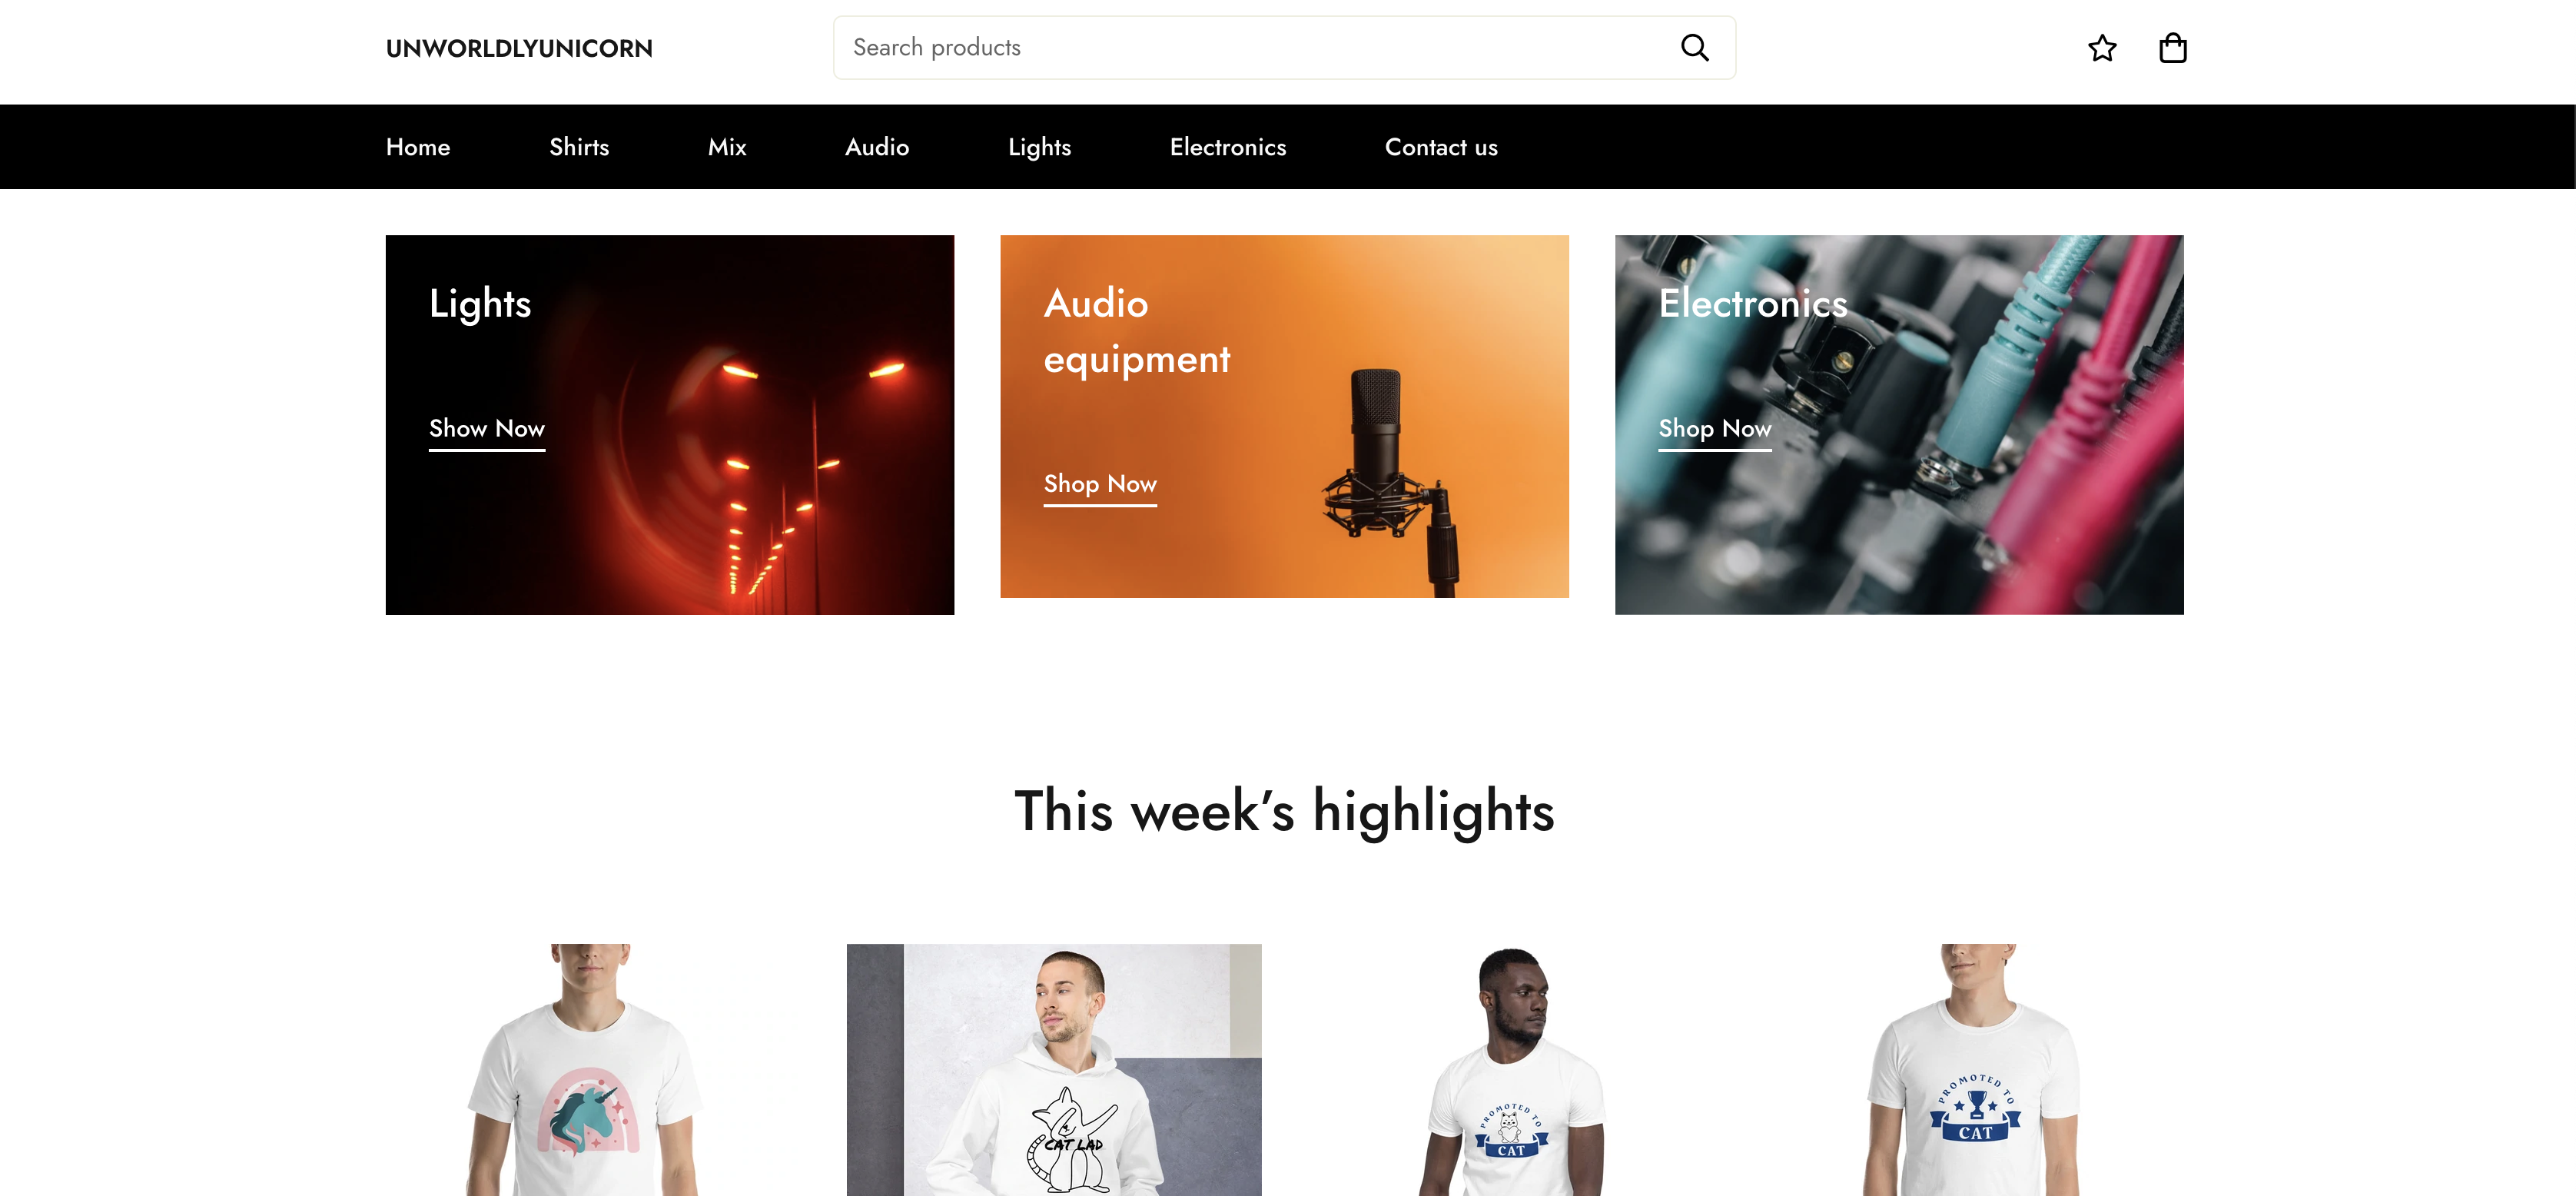 UNWORLDLYUNICORN
Search products
Home Shirts Mix Audio Lights Electronics Contact us
Lights
Show Now
Audio
equipment
Shop Now
Electronics
Shop Now
This week’s highlights
CAT LAD
PROMOTED TO
CAT
PROMOTED TO
CAT